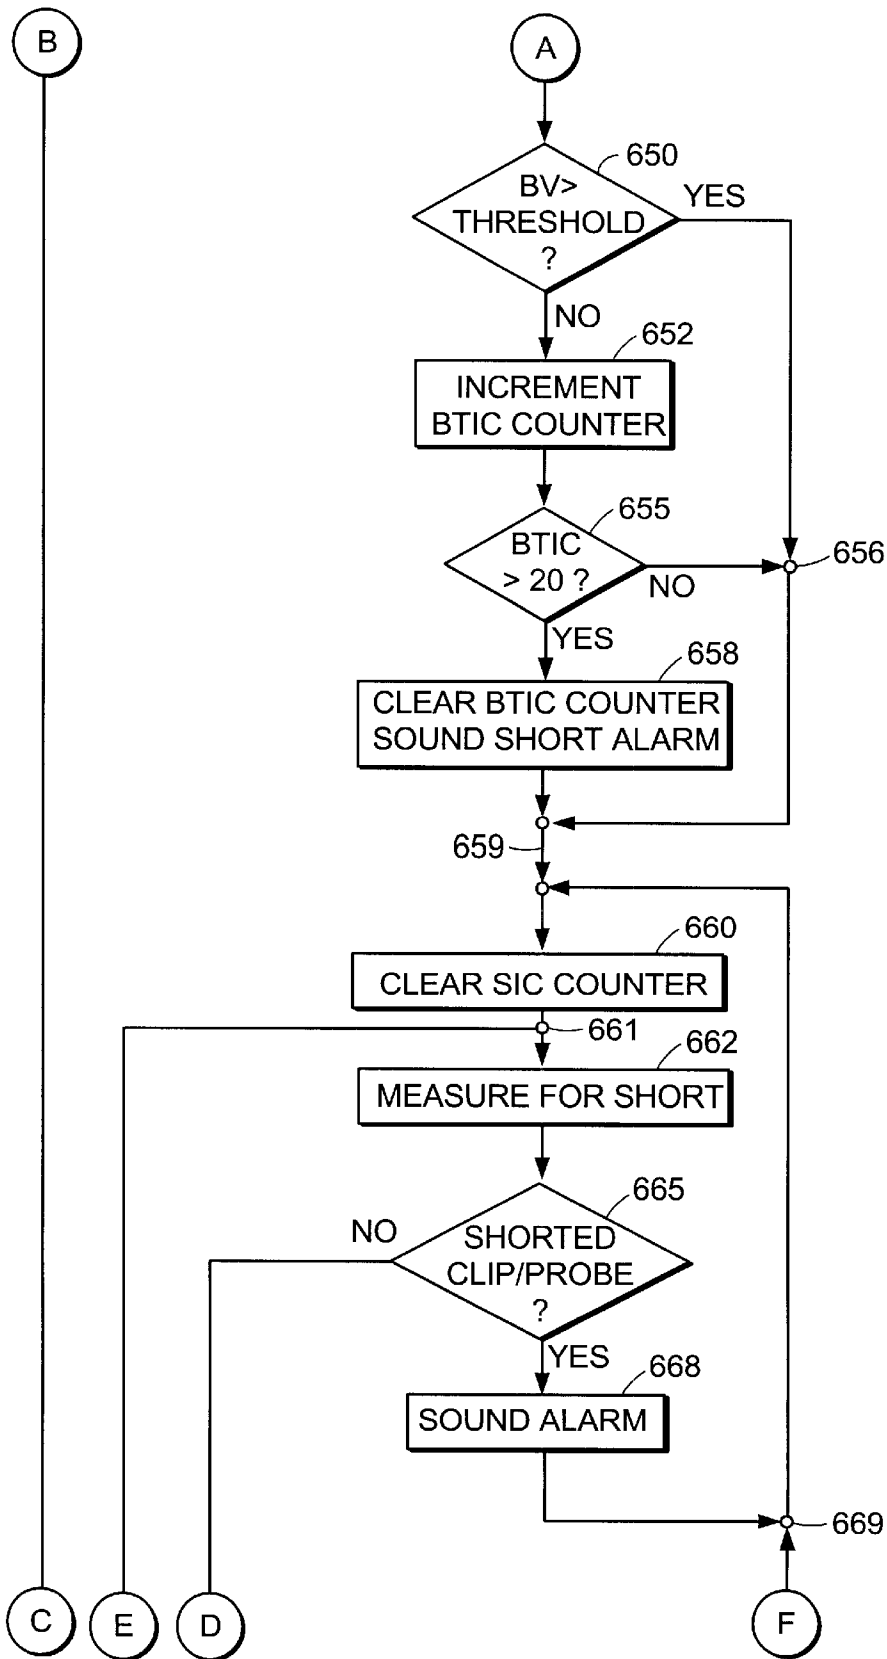 B
A
650
BV>
THRESHOLD
?
YES
NO
652
INCREMENT
BTIC COUNTER
655
BTIC
> 20 ?
NO
656
YES
658
CLEAR BTIC COUNTER
SOUND SHORT ALARM
659
660
CLEAR SIC COUNTER
661
662
MEASURE FOR SHORT
665
NO
SHORTED
CLIP/PROBE
?
YES
668
SOUND ALARM
669
C
E
D
F